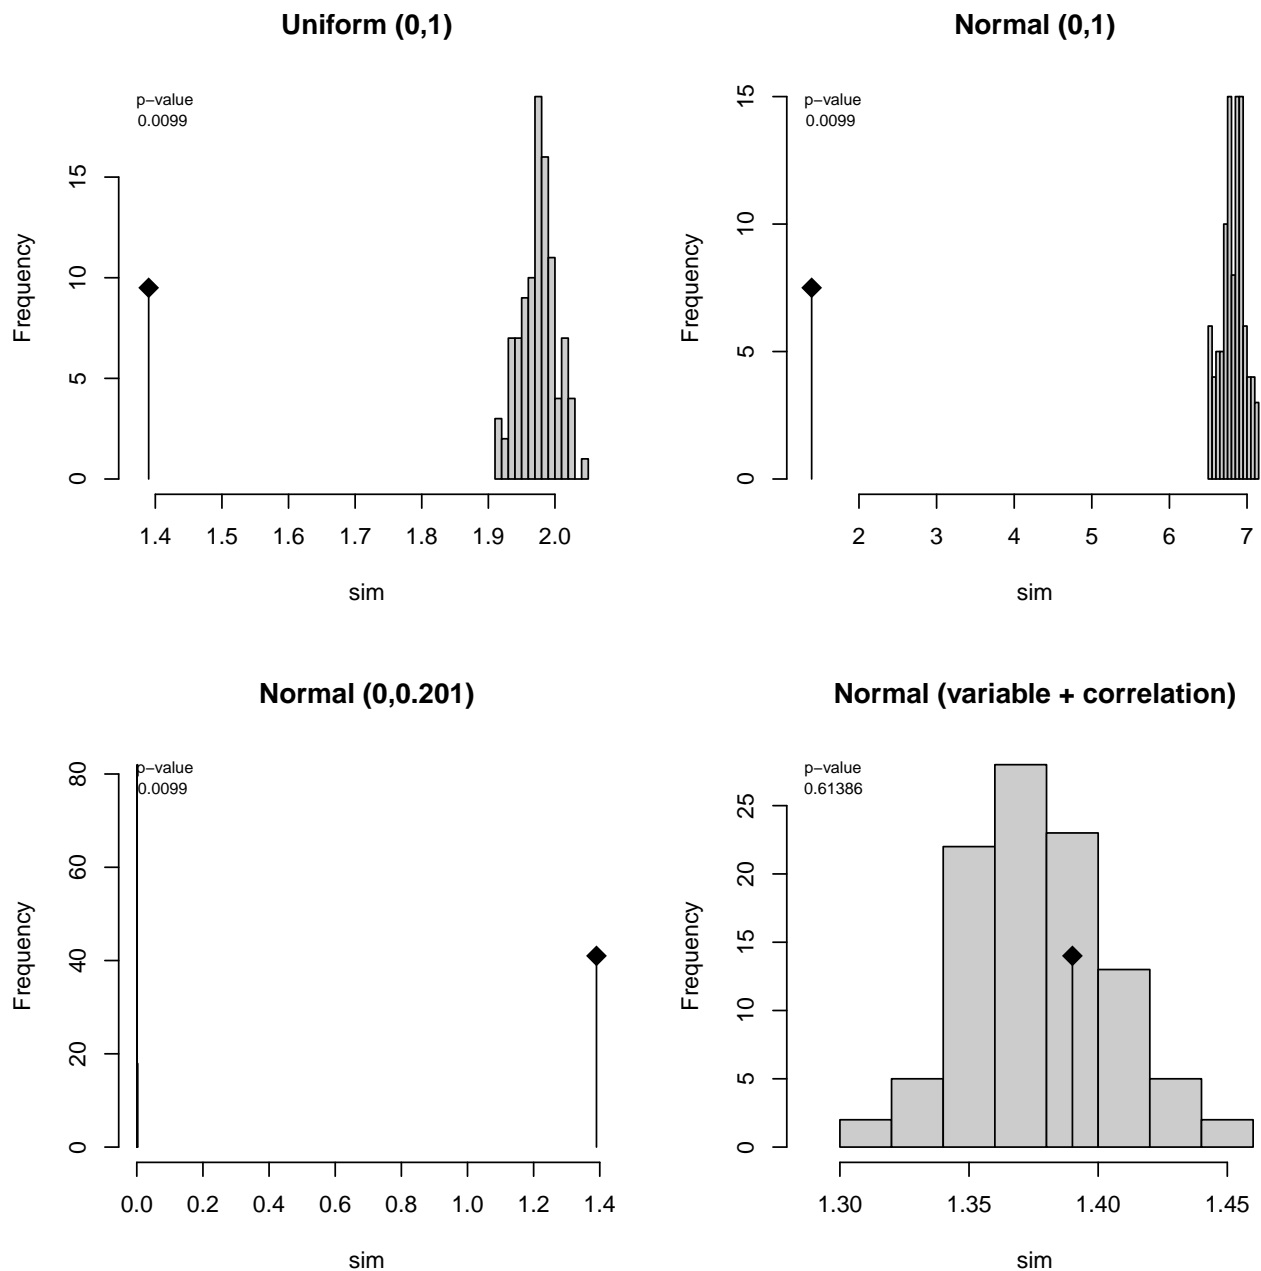 Uniform (0,1)
p−value
0.0099
Frequency
0 5 10 15
1.4 1.5 1.6 1.7 1.8 1.9 2.0
sim
Normal (0,1)
p−value
0.0099
Frequency
0 5 10 15
2 3 4 5 6 7
sim
Normal (0,0.201)
p−value
0.0099
Frequency
0 20 40 60 80
0.0 0.2 0.4 0.6 0.8 1.0 1.2 1.4
sim
Normal (variable + correlation)
p−value
0.61386
Frequency
0 5 10 15 20 25
1.30 1.35 1.40 1.45
sim